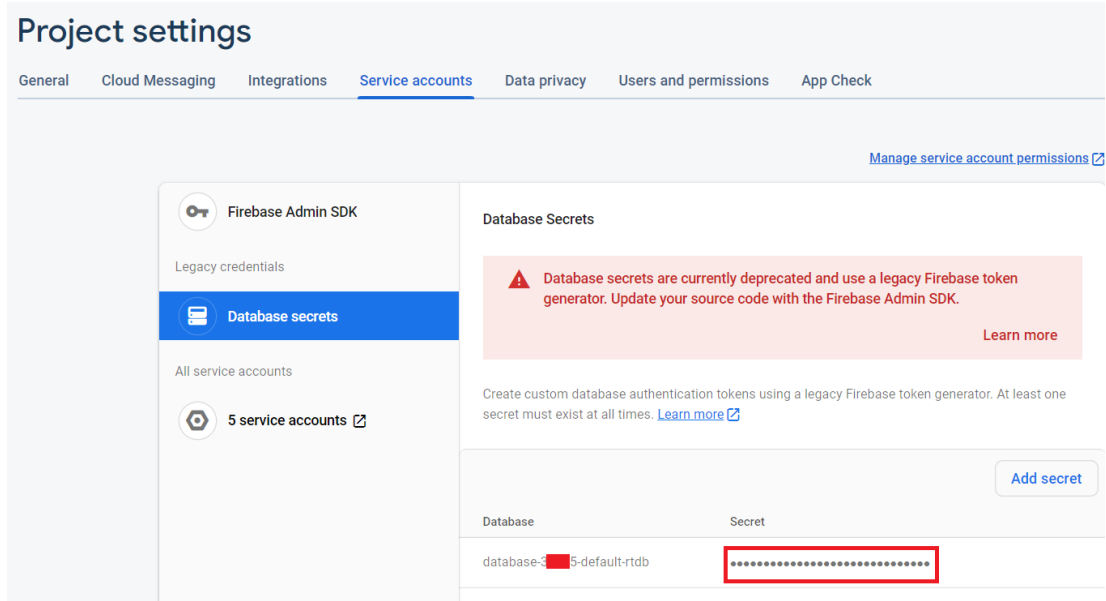 Project settings
General Cloud Messaging Integrations Service accounts Data privacy Users and permissions App Check
Manage service account permissions
Firebase Admin SDK
Legacy credentials
Database secrets
All service accounts
5 service accounts
Database Secrets
Database secrets are currently deprecated and use a legacy Firebase token
generator. Update your source code with the Firebase Admin SDK.
Learn more
Create custom database authentication tokens using a legacy Firebase token generator. At least one
secret must exist at all times. Learn more
Add secret
Database Secret
database-3 5-default-rtdb ••••••••••••••••••••••••••••••